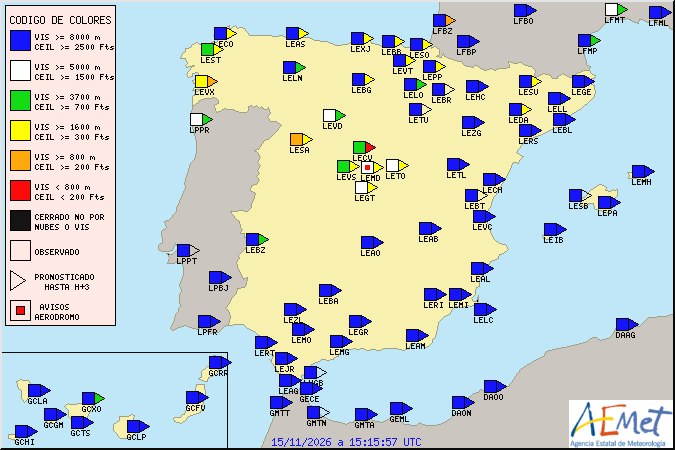 CODIGO DE COLORES
VIS >= 8000 m
CEIL >= 2500 Fts
VIS >= 5000 m
CEIL >= 1500 Fts
VIS >= 3700 m
CEIL >= 700 Fts
VIS >= 1600 m
CEIL >= 300 Fts
VIS >= 800 m
CEIL >= 200 Fts
VIS < 800 m
CEIL < 200 Fts
CERRADO NO POR
NUBES O VIS
OBSERVADO
PRONOSTICADO
HASTA H+3
AVISOS
AERODROMO
LFBO
LFMT
LFML
LFBZ
LECO
LEAS
LEXJ
LEBB
LESO
LFBP
LFMP
LEST
LELN
LEVT
LEPP
LEVX
LEBG
LELO
LEBR
LEHC
LESU
LEGE
LELL
LPPR
LEVD
LETU
LEZG
LEDA
LEBL
LERS
LESA
LECV
LEVS
LEMD
LETO
LETL
LEGT
LECH
LEMH
LEBT
LESB
LEPA
LEVC
LEIB
LEBZ
LEAO
LEAB
LPPT
LPBJ
LEAL
LEBA
LERI
LEMI
LEZL
LELC
LPFR
LEMO
LEGR
LEAM
DAAG
LERT
LEMG
LEJR
GCRR
LEAG
LXGB
GECE
DAOO
GCLA
GCXO
GCFV
GMTT
GMTN
GMTA
GEML
DAON
GCGM
GCTS
GCLP
GCHI
15/11/2026 a 15:15:57 UTC
AEmet
Agencia Estatal de Meteorología